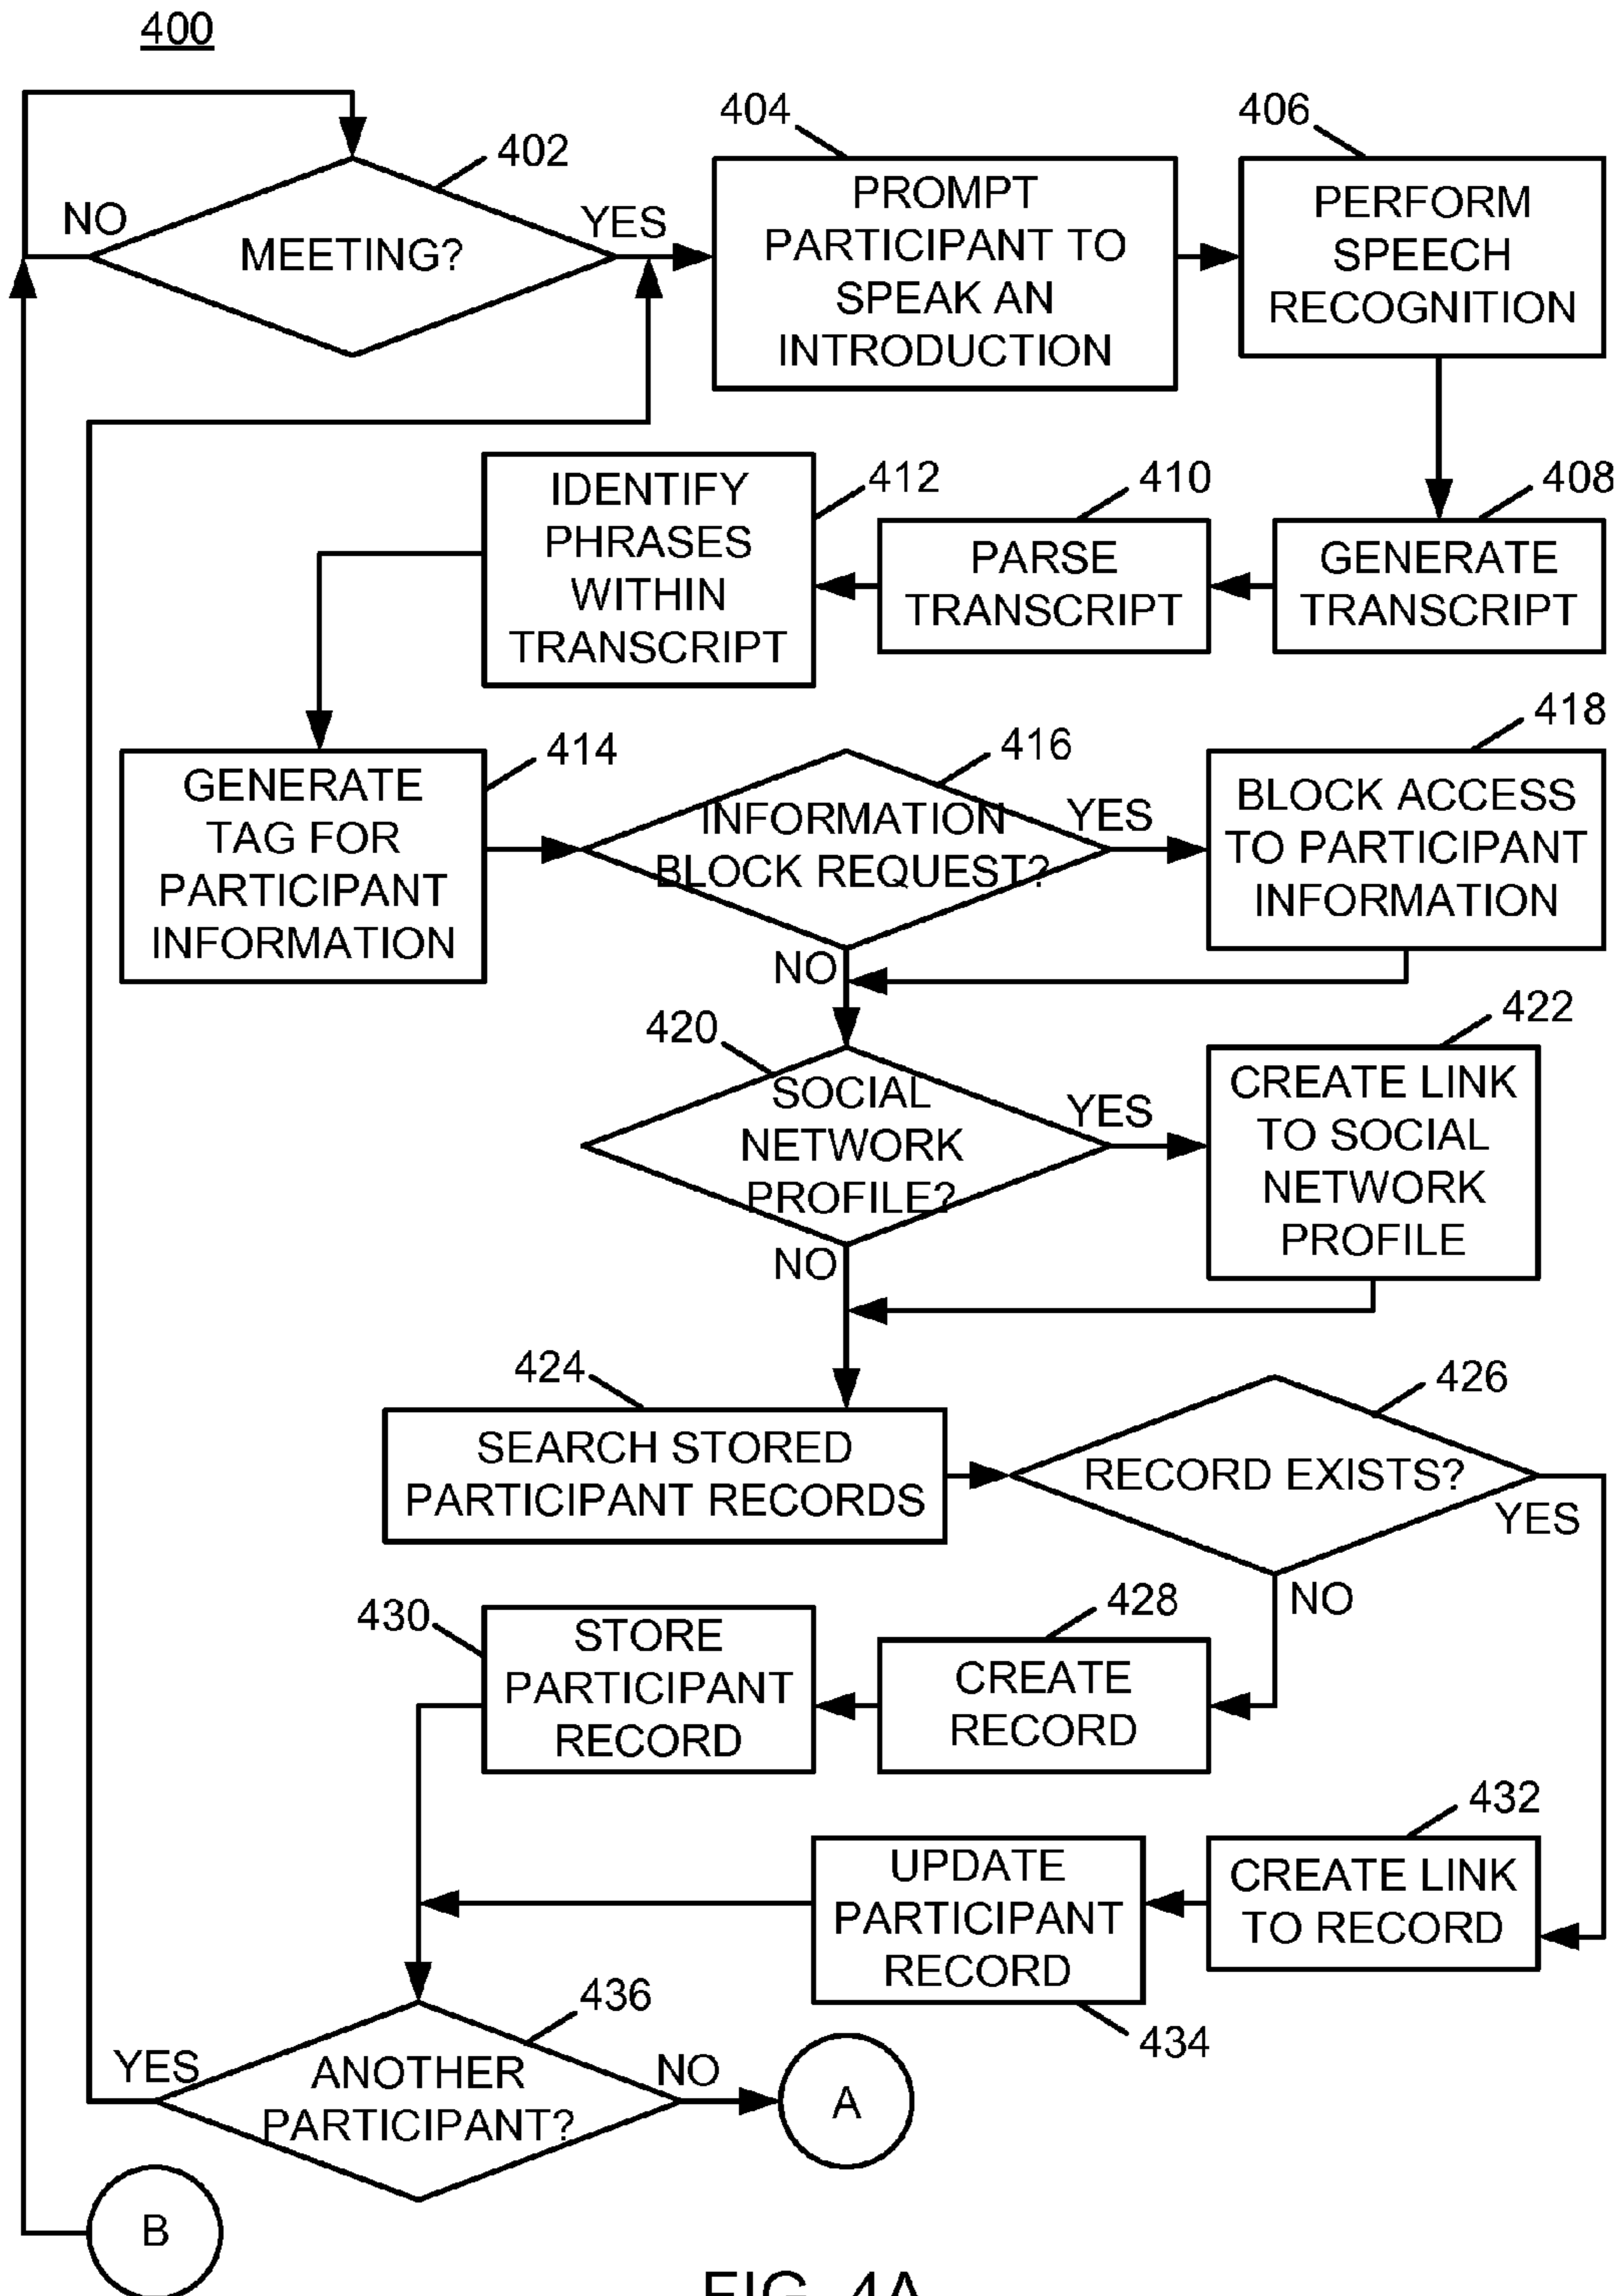 400
402
NO
YES
MEETING?
404
PROMPT
PARTICIPANT TO
SPEAK AN
INTRODUCTION
406
PERFORM
SPEECH
RECOGNITION
408
GENERATE
TRANSCRIPT
410
PARSE
TRANSCRIPT
412
IDENTIFY
PHRASES
WITHIN
TRANSCRIPT
414
GENERATE
TAG FOR
PARTICIPANT
INFORMATION
416
INFORMATION
BLOCK REQUEST?
YES
NO
418
BLOCK ACCESS
TO PARTICIPANT
INFORMATION
420
SOCIAL
NETWORK
PROFILE?
YES
NO
422
CREATE LINK
TO SOCIAL
NETWORK
PROFILE
424
SEARCH STORED
PARTICIPANT RECORDS
426
RECORD EXISTS?
YES
NO
428
CREATE
RECORD
430
STORE
PARTICIPANT
RECORD
432
CREATE LINK
TO RECORD
UPDATE
PARTICIPANT
RECORD
434
436
ANOTHER
PARTICIPANT?
YES
NO
A
B
FIG. 4A